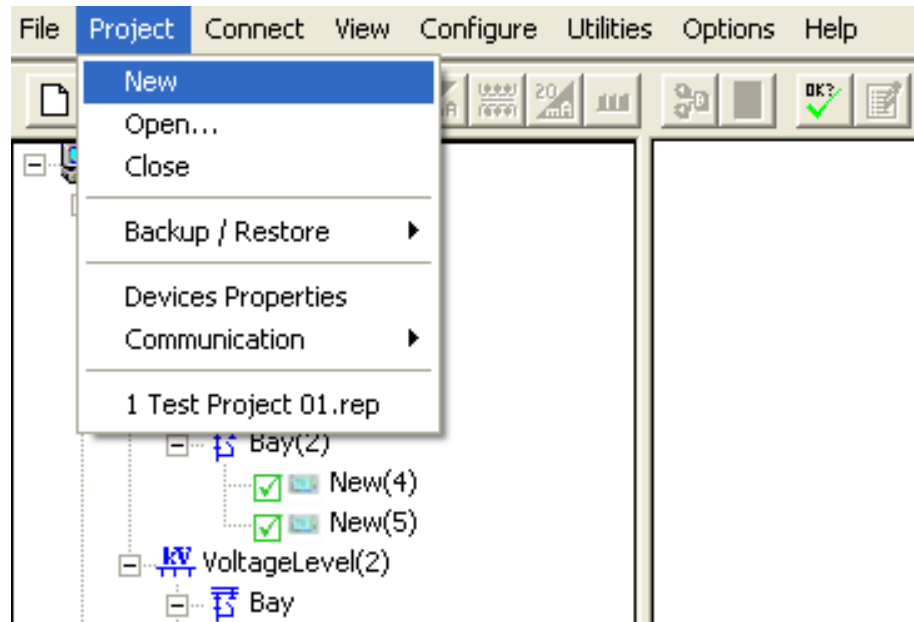 File Project Connect View Configure Utilities Options Help
New
OK?
20
mA
Open...
Close
Backup / Restore
Devices Properties
Communication
1 Test Project 01.rep
Bay(2)
New(4)
New(5)
kV VoltageLevel(2)
Bay